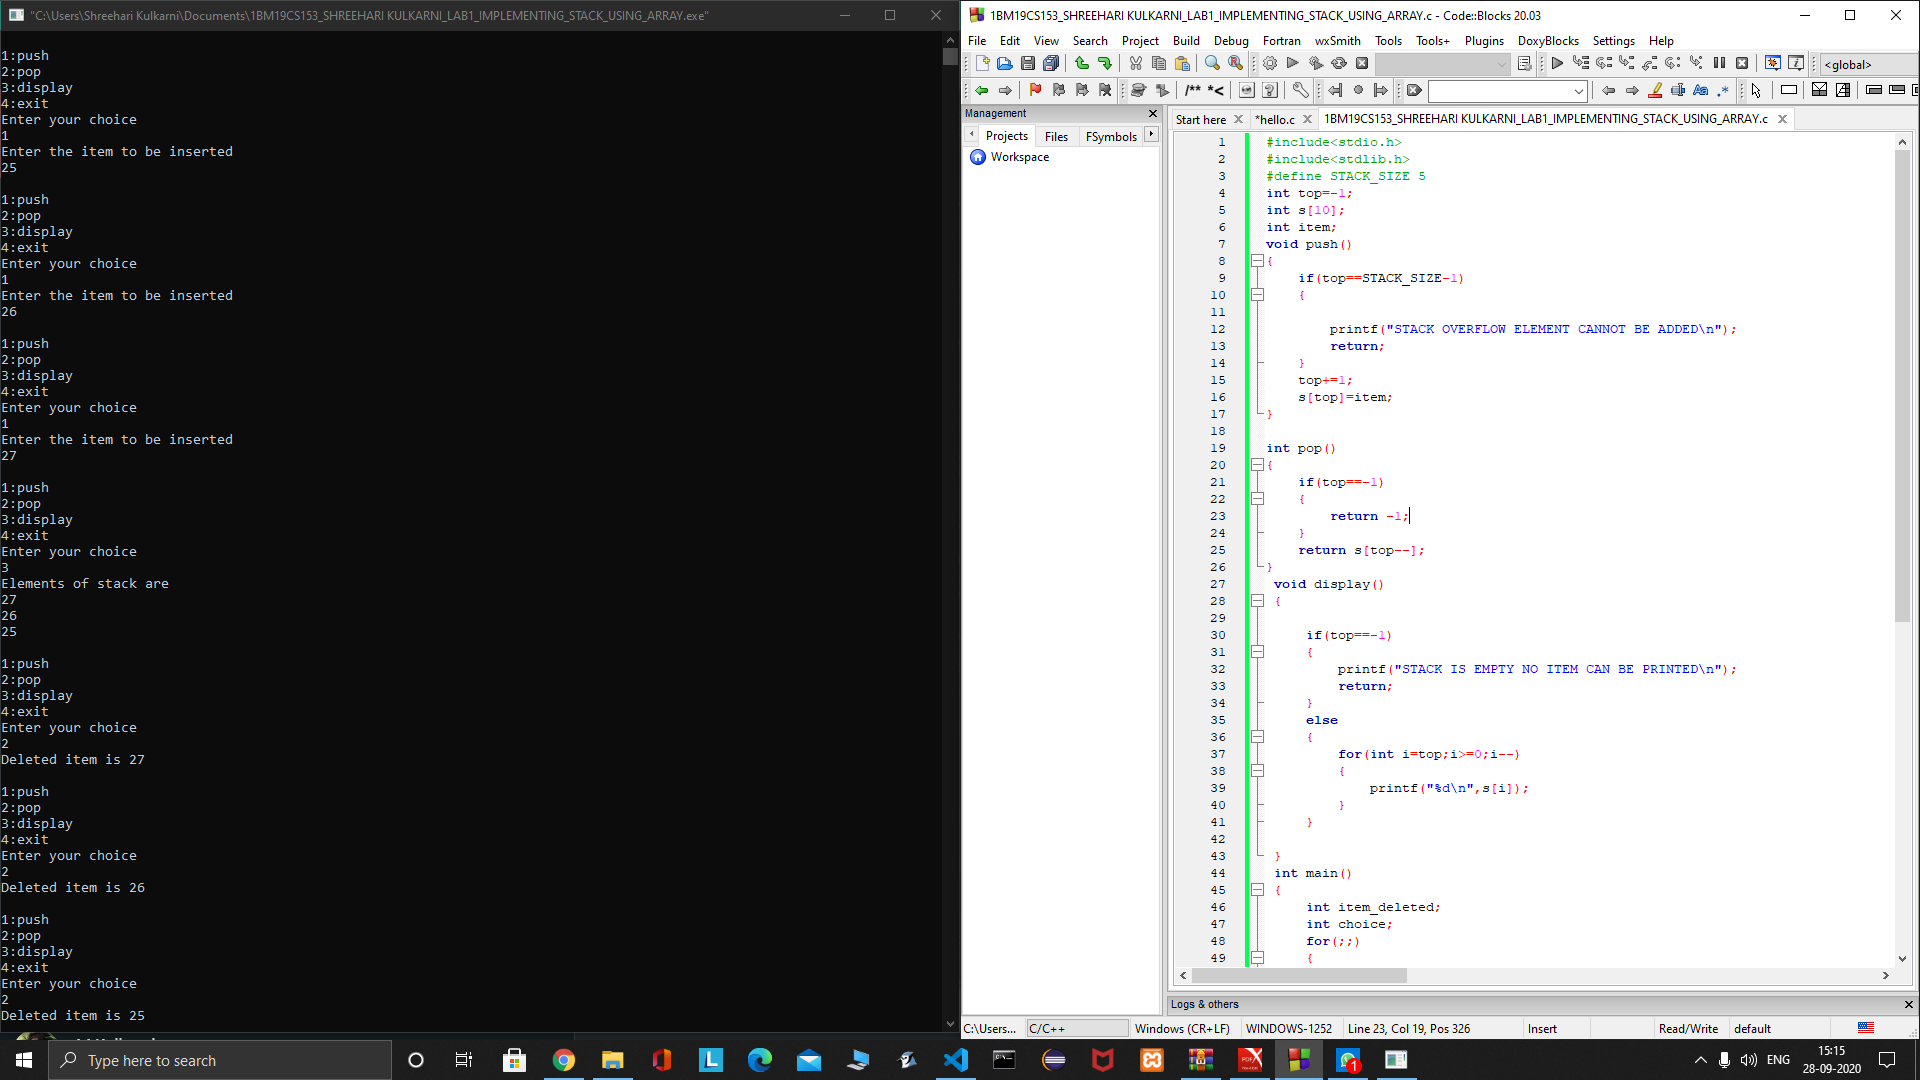 "C:\Users\Shreehari Kulkarni\Documents\1BM19CS153_SHREEHARI KULKARNI_LAB1_IMPLEMENTING_STACK_USING_ARRAY.exe"
1:push
2:pop
3:display
4:exit
Enter your choice
1
Enter the item to be inserted
25
1:push
2:pop
3:display
4:exit
Enter your choice
1
Enter the item to be inserted
26
1:push
2:pop
3:display
4:exit
Enter your choice
1
Enter the item to be inserted
27
1:push
2:pop
3:display
4:exit
Enter your choice
3
Elements of stack are
27
26
25
1:push
2:pop
3:display
4:exit
Enter your choice
2
Deleted item is 27
1:push
2:pop
3:display
4:exit
Enter your choice
2
Deleted item is 26
1:push
2:pop
3:display
4:exit
Enter your choice
2
Deleted item is 25
1BM19CS153_SHREEHARI KULKARNI_LAB1_IMPLEMENTING_STACK_USING_ARRAY.c - Code::Blocks 20.03
File Edit View Search Project Build Debug Fortran wxSmith Tools Tools+ Plugins DoxyBlocks Settings Help
<global>
/** *<
Management
Projects Files FSymbols
Workspace
Start here *hello.c 1BM19CS153_SHREEHARI KULKARNI_LAB1_IMPLEMENTING_STACK_USING_ARRAY.c
1 #include<stdio.h>
2 #include<stdlib.h>
3 #define STACK_SIZE 5
4 int top=-1;
5 int s[10];
6 int item;
7 void push()
8 {
9 if(top==STACK_SIZE-1)
10 {
11
12 printf("STACK OVERFLOW ELEMENT CANNOT BE ADDED\n");
13 return;
14 }
15 top+=1;
16 s[top]=item;
17 }
18
19 int pop()
20 {
21 if(top==-1)
22 {
23 return -1;
24 }
25 return s[top--];
26 }
27 void display()
28 {
29
30 if(top==-1)
31 {
32 printf("STACK IS EMPTY NO ITEM CAN BE PRINTED\n");
33 return;
34 }
35 else
36 {
37 for(int i=top;i>=0;i--)
38 {
39 printf("%d\n",s[i]);
40 }
41 }
42
43 }
44 int main()
45 {
46 int item_deleted;
47 int choice;
48 for(;;)
49 {
Logs & others
C:\Users... C/C++ Windows (CR+LF) WINDOWS-1252 Line 23, Col 19, Pos 326 Insert Read/Write default
Type here to search
ENG
15:15
28-09-2020